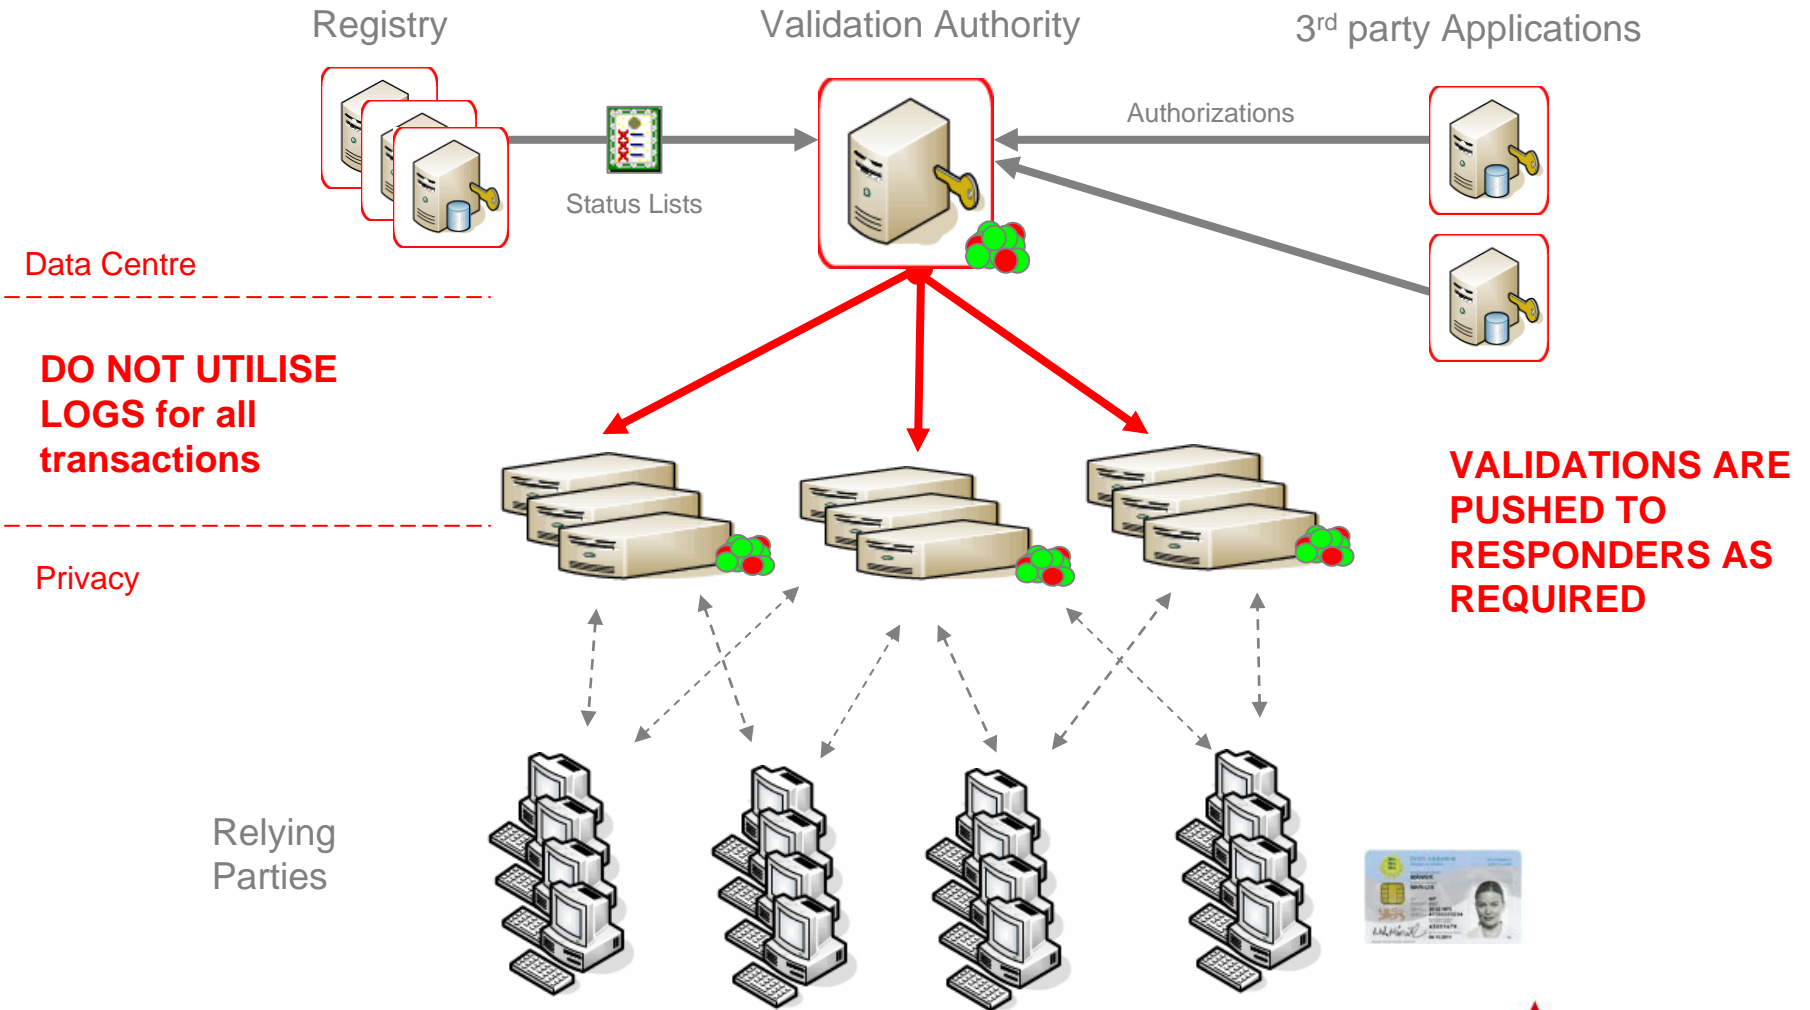 Registry
Validation Authority
3rd party Applications
Authorizations
Status Lists
Data Centre
DO NOT UTILISE
LOGS for all
transactions
VALIDATIONS ARE
PUSHED TO
RESPONDERS AS
REQUIRED
Privacy
Relying
Parties